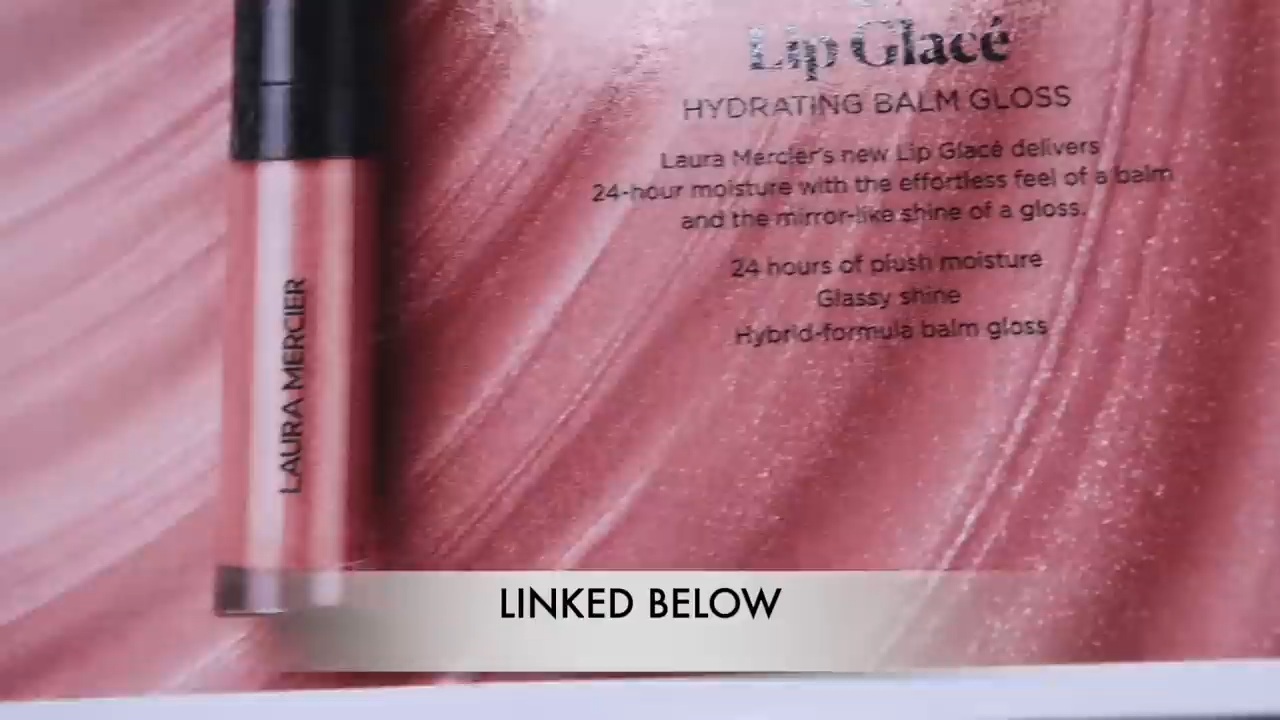 Lip Glacé
HYDRATING BALM GLOSS
Laura Mercier's new Lip Glacé delivers
24-hour moisture with the effortless feel of a balm
and the mirror-like shine of a gloss.
24 hours of plush moisture
Glassy shine
Hybrid-formula balm gloss
LAURA MERCIER
LINKED BELOW